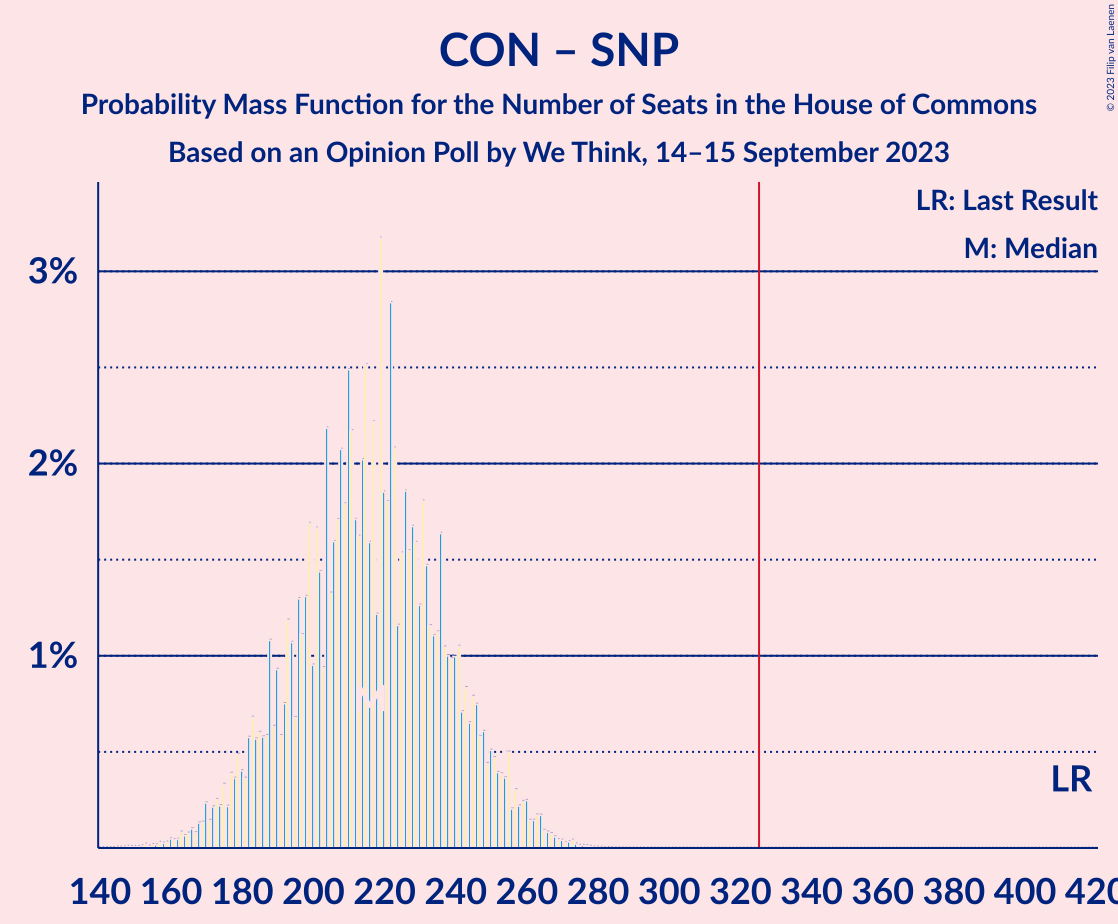 CON – SNP
Probability Mass Function for the Number of Seats in the House of Commons
Based on an Opinion Poll by We Think, 14–15 September 2023
© 2023 Filip van Laenen
LR: Last Result
M: Median
3%
2%
1%
LR
140 160 180 200 220 240 260 280 300 320 340 360 380 400 420